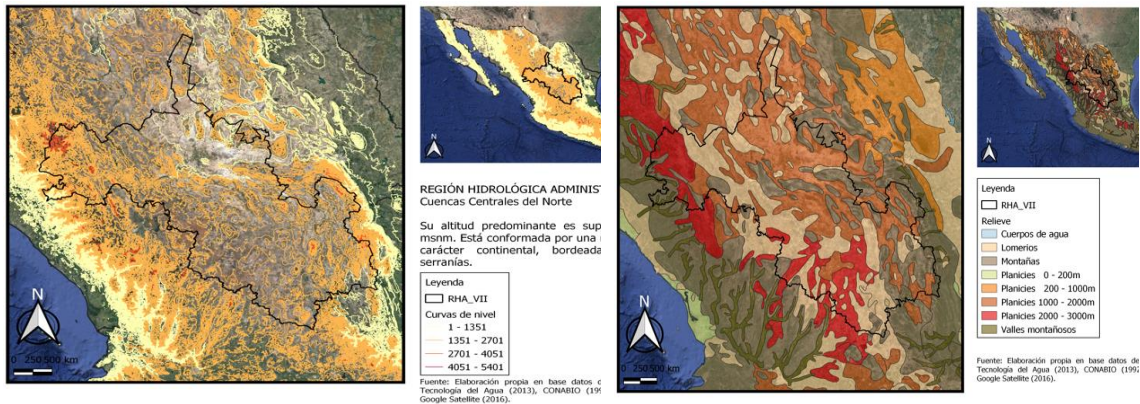 N
0 250 500 km
N
REGIÓN HIDROLÓGICA ADMINIST
Cuencas Centrales del Norte
Su altitud predominante es sup
msnm. Está conformada por una
carácter continental, bordeada
serranías.
Leyenda
RHA_VII
Curvas de nivel
1 - 1351
1351 - 2701
2701 - 4051
4051 - 5401
Fuente: Elaboración propia en base datos d
Tecnología del Agua (2013), CONABIO (199
Google Satellite (2016).
N
0 250 500 km
N
Leyenda
RHA_VII
Relieve
Cuerpos de agua
Lomerios
Montañas
Planicies 0 - 200m
Planicies 200 - 1000m
Planicies 1000 - 2000m
Planicies 2000 - 3000m
Valles montañosos
Fuente: Elaboración propia en base datos de
Tecnología del Agua (2013), CONABIO (1992
Google Satellite (2016).